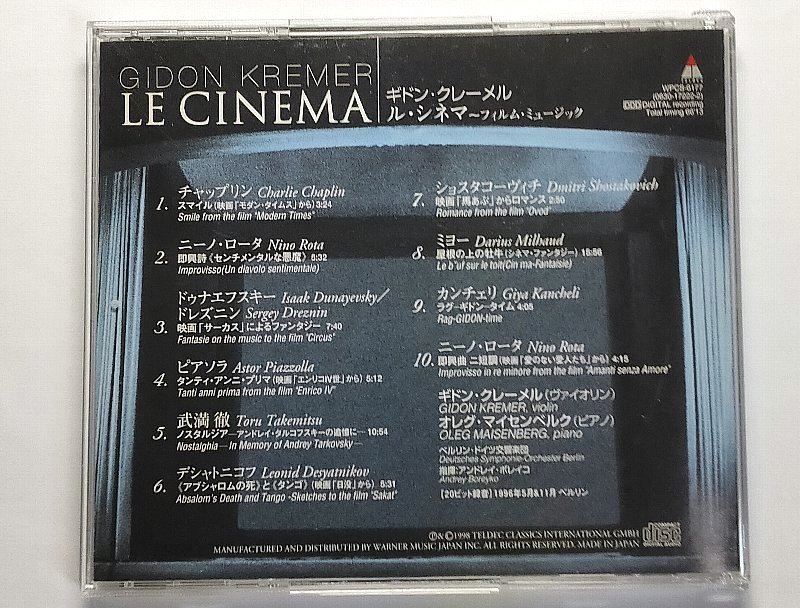 GIDON KREMER
LE CINEMA
ギドン・クレーメル
ル・シネマ～フィルム・ミュージック
WPCS-6177
(0630-17222-2)
DDD DIGITAL recording
Total timing 66'13
1. チャップリン Charlie Chaplin
スマイル(映画「モダン・タイムス」から) 3:24
Smile from the film "Modern Times"
2. ニーノ・ロータ Nino Rota
即興詩《センチメンタルな悪魔》 5:32
Improvisso(Un diavolo sentimentale)
3. ドゥナエフスキー Isaak Dunayevsky／
ドレズニン Sergey Dreznin
映画「サーカス」によるファンタジー 7:40
Fantasie on the music to the film "Circus"
4. ピアソラ Astor Piazzolla
タンティ・アンニ・プリマ(映画「エンリコIV世」から) 5:12
Tanti anni prima from the film "Enrico IV"
5. 武満 徹 Toru Takemitsu
ノスタルジア―アンドレイ・タルコフスキーの追憶に― 10:54
Nostalghia—In Memory of Andrey Tarkovsky—
6. デシャトニコフ Leonid Desyatnikov
《アブシャロムの死》と《タンゴ》(映画「日没」から) 5:31
Absalom's Death and Tango -Sketches to the film "Sakat"
7. ショスタコーヴィチ Dmitri Shostakovich
映画「馬あぶ」からロマンス 2:50
Romance from the film "Ovod"
8. ミヨー Darius Milhaud
屋根の上の牡牛(シネマ・ファンタジー) 15:56
Le b'uf sur le toit(Cin ma-Fantaisie)
9. カンチェリ Giya Kancheli
ラグ－ギドン－タイム 4:05
Rag-GIDON-time
10. ニーノ・ロータ Nino Rota
即興曲 ニ短調(映画「愛のない愛人たち」から) 4:15
Improvisso in re minore from the film "Amanti senza Amore"
ギドン・クレーメル(ヴァイオリン)
GIDON KREMER, violin
オレグ・マイセンベルク(ピアノ)
OLEG MAISENBERG, piano
ベルリン・ドイツ交響楽団
Deutsches Symphonie-Orchester Berlin
指揮：アンドレイ・ボレイコ
Andrey Boreyko
[20ビット録音] 1996年5月&11月 ベルリン
℗&©1998 TELDEC CLASSICS INTERNATIONAL GMBH
MANUFACTURED AND DISTRIBUTED BY WARNER MUSIC JAPAN INC. ALL RIGHTS RESERVED. MADE IN JAPAN
COMPACT
disc
DIGITAL AUDIO